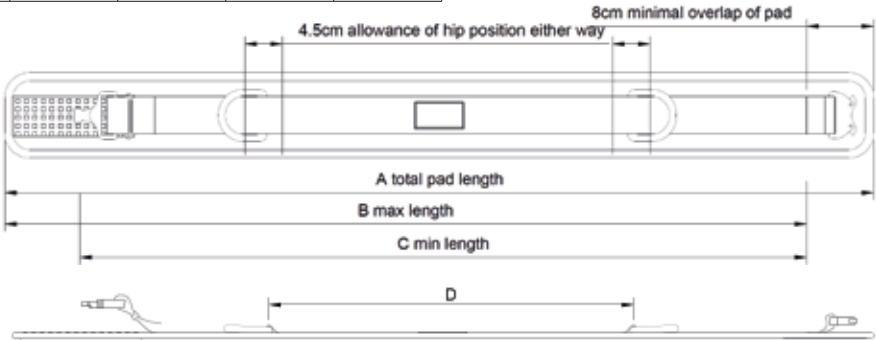 8cm minimal overlap of pad
4.5cm allowance of hip position either way
A total pad length
B max length
C min length
D